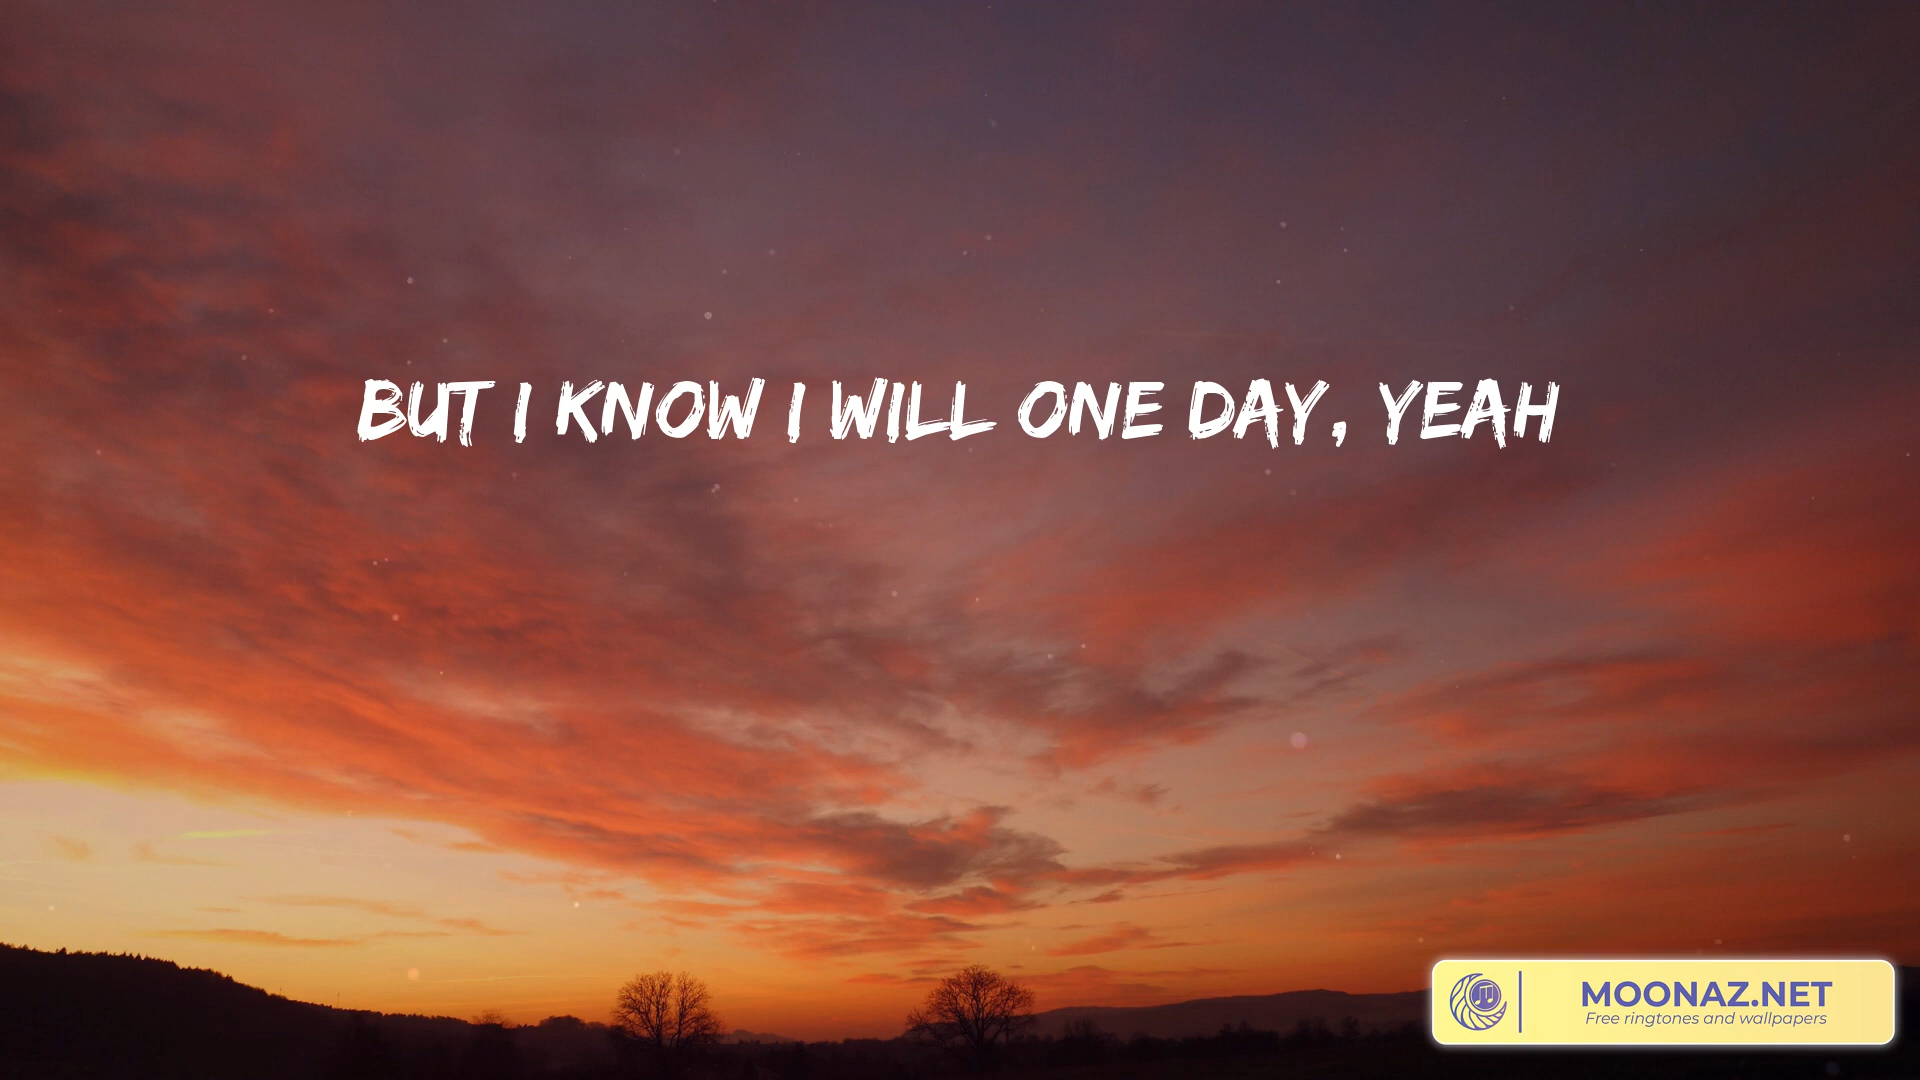 BUT I KNOW I WILL ONE DAY, YEAH
MOONAZ.NET
Free ringtones and wallpapers